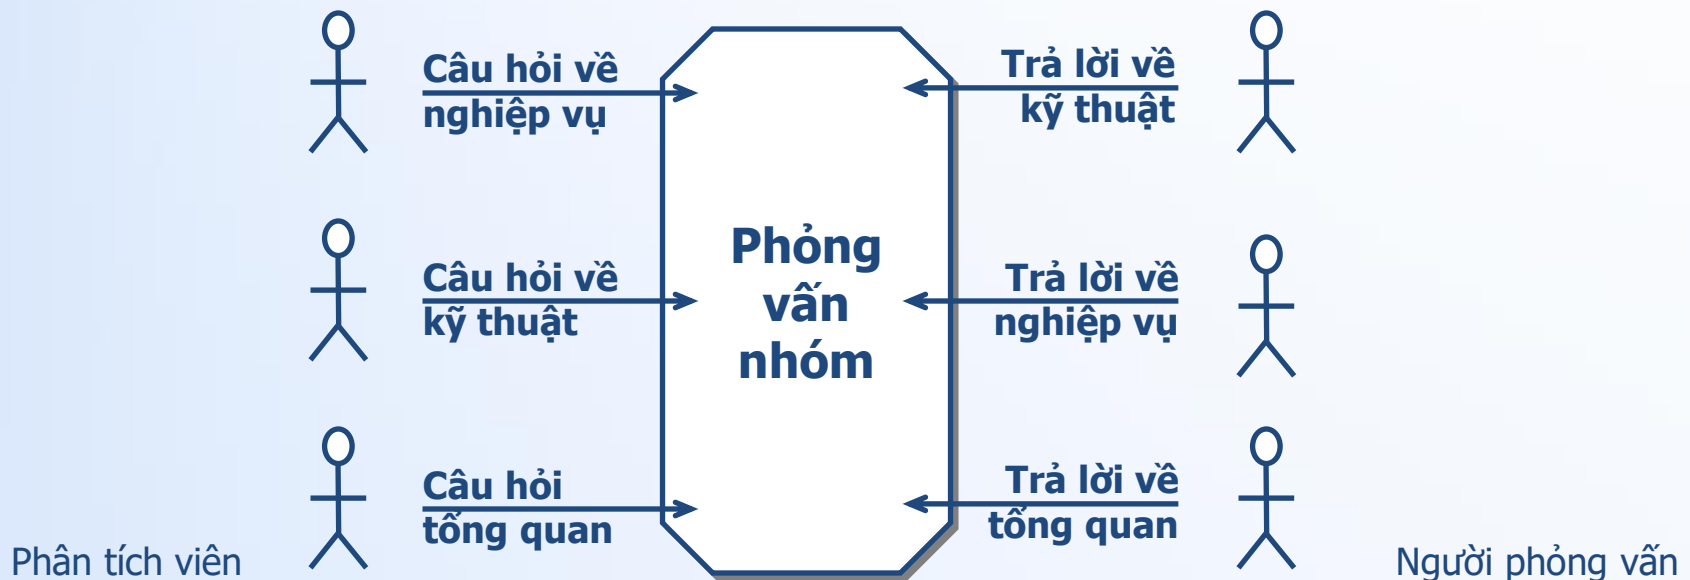 Câu hỏi về
nghiệp vụ
Trả lời về
kỹ thuật
Phỏng
vấn
nhóm
Câu hỏi về
kỹ thuật
Trả lời về
nghiệp vụ
Câu hỏi
tổng quan
Trả lời về
tổng quan
Phân tích viên
Người phỏng vấn